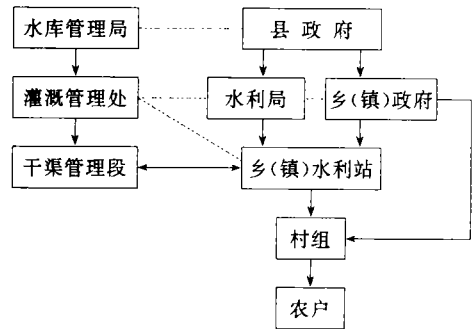 水库管理局 县政府
灌溉管理处 水利局 乡(镇)政府
干渠管理段 乡(镇)水利站
村组
农户